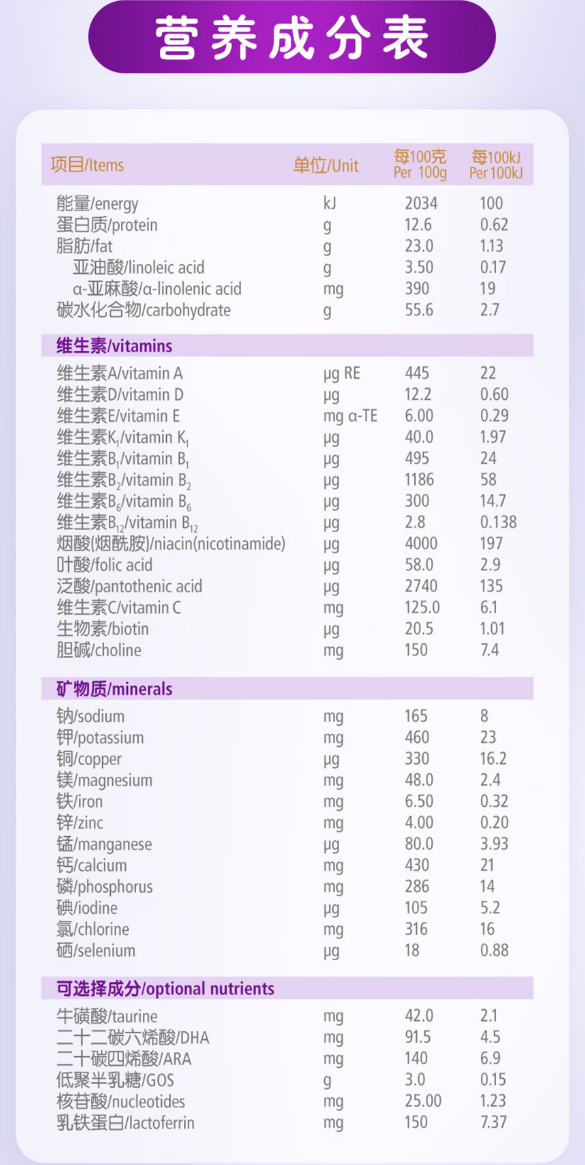 营养成分表
项目/Items 单位/Unit 每100克 Per 100g 每100kJ Per 100kJ
能量/energy kJ 2034 100
蛋白质/protein g 12.6 0.62
脂肪/fat g 23.0 1.13
亚油酸/linoleic acid g 3.50 0.17
α-亚麻酸/α-linolenic acid mg 390 19
碳水化合物/carbohydrate g 55.6 2.7
维生素/vitamins
维生素A/vitamin A μg RE 445 22
维生素D/vitamin D μg 12.2 0.60
维生素E/vitamin E mg α-TE 6.00 0.29
维生素K₁/vitamin K₁ μg 40.0 1.97
维生素B₁/vitamin B₁ μg 495 24
维生素B₂/vitamin B₂ μg 1186 58
维生素B₆/vitamin B₆ μg 300 14.7
维生素B₁₂/vitamin B₁₂ μg 2.8 0.138
烟酸(烟酰胺)/niacin(nicotinamide) μg 4000 197
叶酸/folic acid μg 58.0 2.9
泛酸/pantothenic acid μg 2740 135
维生素C/vitamin C mg 125.0 6.1
生物素/biotin μg 20.5 1.01
胆碱/choline mg 150 7.4
矿物质/minerals
钠/sodium mg 165 8
钾/potassium mg 460 23
铜/copper μg 330 16.2
镁/magnesium mg 48.0 2.4
铁/iron mg 6.50 0.32
锌/zinc mg 4.00 0.20
锰/manganese μg 80.0 3.93
钙/calcium mg 430 21
磷/phosphorus mg 286 14
碘/iodine μg 105 5.2
氯/chlorine mg 316 16
硒/selenium μg 18 0.88
可选择成分/optional nutrients
牛磺酸/taurine mg 42.0 2.1
二十二碳六烯酸/DHA mg 91.5 4.5
二十碳四烯酸/ARA mg 140 6.9
低聚半乳糖/GOS g 3.0 0.15
核苷酸/nucleotides mg 25.00 1.23
乳铁蛋白/lactoferrin mg 150 7.37